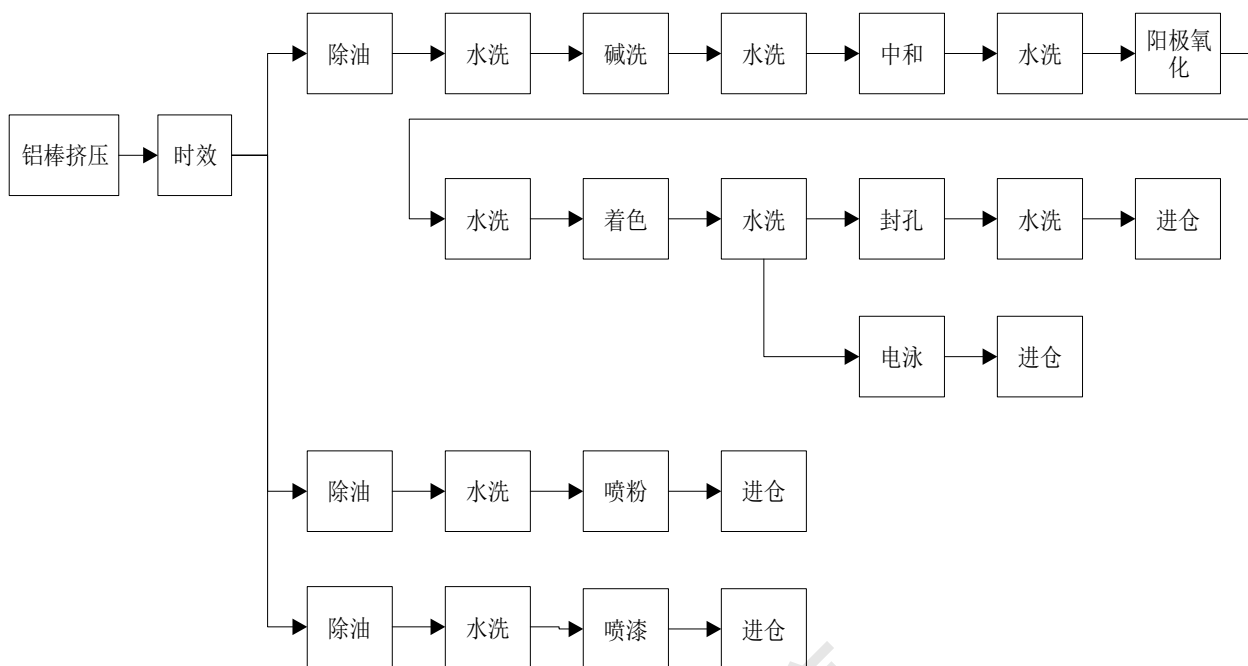 除油
水洗
碱洗
水洗
中和
水洗
阳极氧
化
铝棒挤压
时效
水洗
着色
水洗
封孔
水洗
进仓
电泳
进仓
除油
水洗
喷粉
进仓
除油
水洗
喷漆
进仓